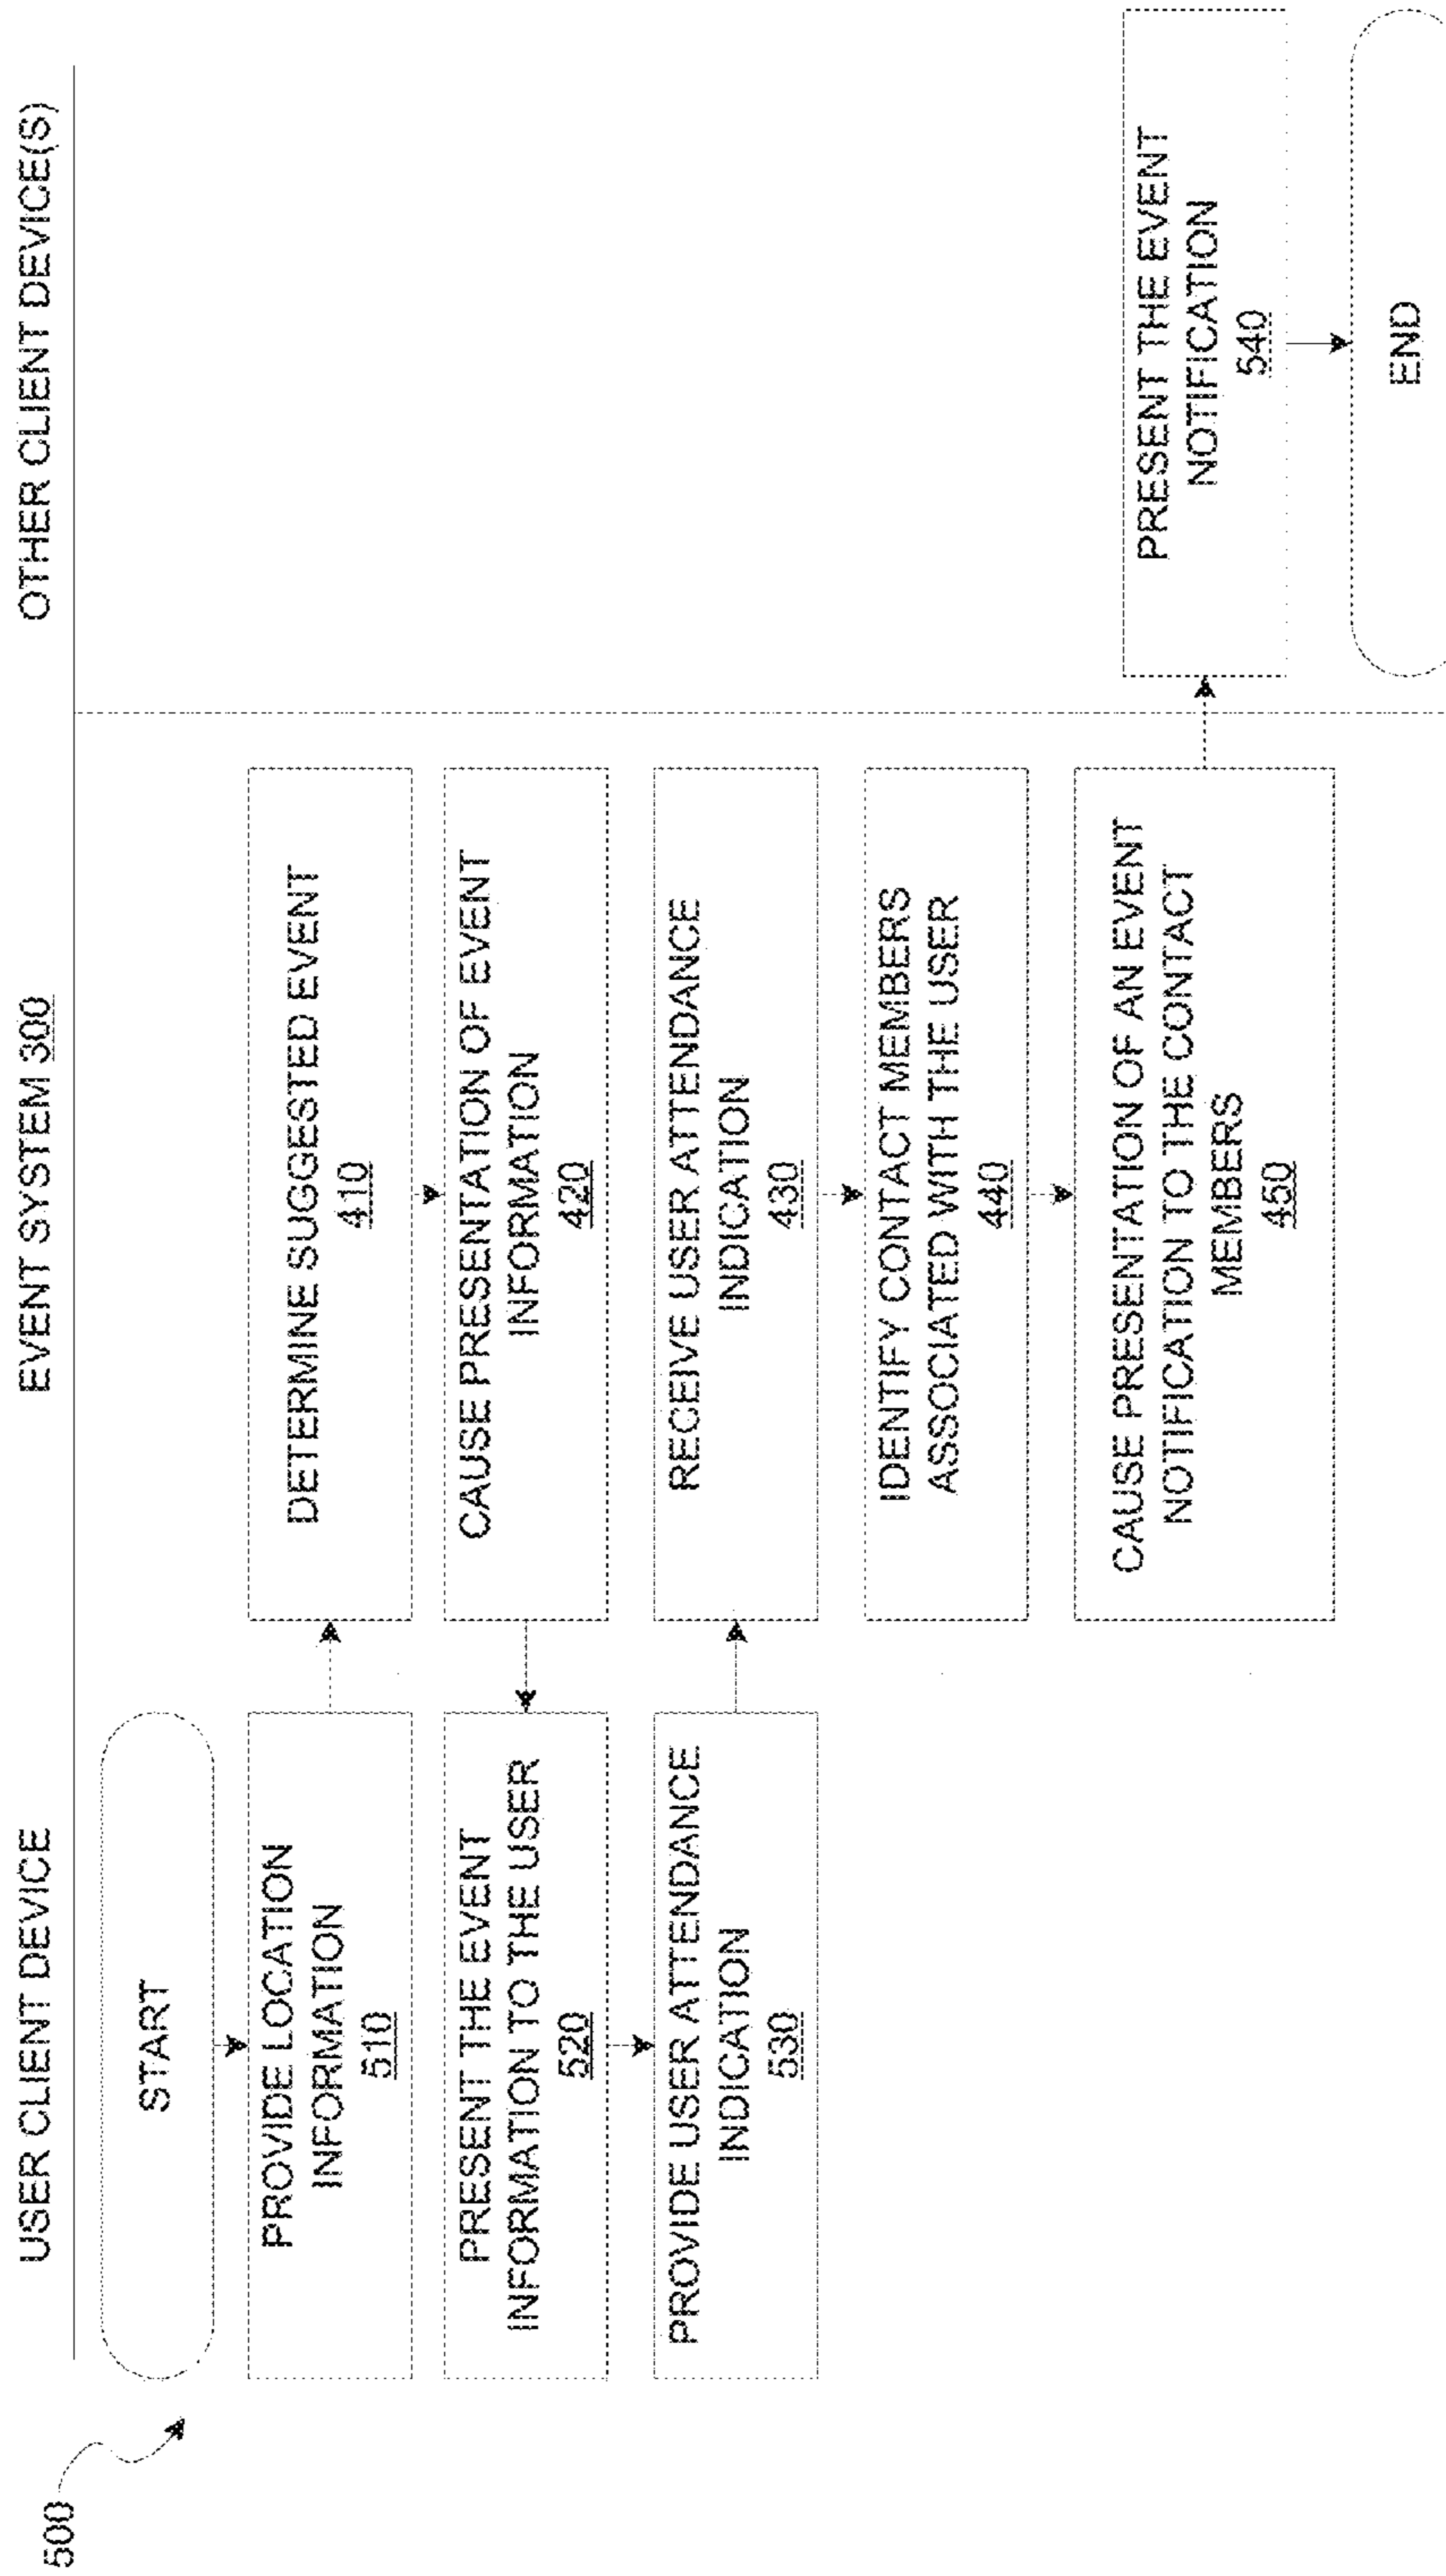 500
USER CLIENT DEVICE
EVENT SYSTEM 300
OTHER CLIENT DEVICE(S)
START
PROVIDE LOCATION
INFORMATION
510
DETERMINE SUGGESTED EVENT
410
PRESENT THE EVENT
INFORMATION TO THE USER
520
CAUSE PRESENTATION OF EVENT
INFORMATION
420
PROVIDE USER ATTENDANCE
INDICATION
530
RECEIVE USER ATTENDANCE
INDICATION
430
IDENTIFY CONTACT MEMBERS
ASSOCIATED WITH THE USER
440
CAUSE PRESENTATION OF AN EVENT
NOTIFICATION TO THE CONTACT
MEMBERS
450
PRESENT THE EVENT
NOTIFICATION
540
END